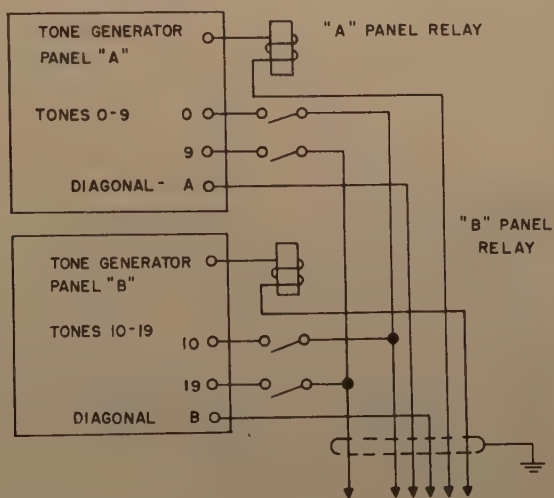 TONE GENERATOR
PANEL "A"
"A" PANEL RELAY
TONES 0-9
0
9
DIAGONAL- A
"B" PANEL
RELAY
TONE GENERATOR
PANEL "B"
TONES 10-19
10
19
DIAGONAL B